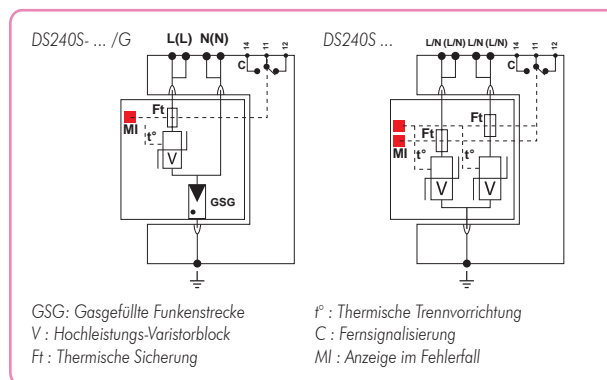 DS240S- ... /G
L(L) N(N)
14 11 12
C
Ft
MI
t°
V
GSG
DS240S ...
L/N (L/N) L/N (L/N)
14 11 12
C
Ft
Ft
MI
t°
t°
V
V
GSG: Gasgefüllte Funkenstrecke
V : Hochleistungs-Varistorblock
Ft : Thermische Sicherung
t° : Thermische Trennvorrichtung
C : Fernsignalisierung
MI : Anzeige im Fehlerfall